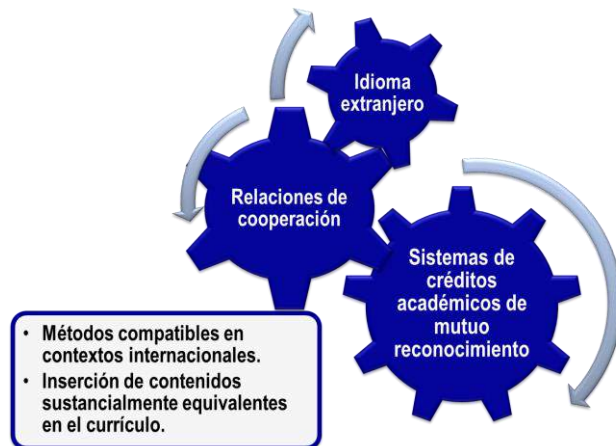 Idioma
extranjero
Relaciones de
cooperación
Sistemas de
créditos
académicos de
mutuo
reconocimiento
• Métodos compatibles en
contextos internacionales.
• Inserción de contenidos
sustancialmente equivalentes
en el currículo.